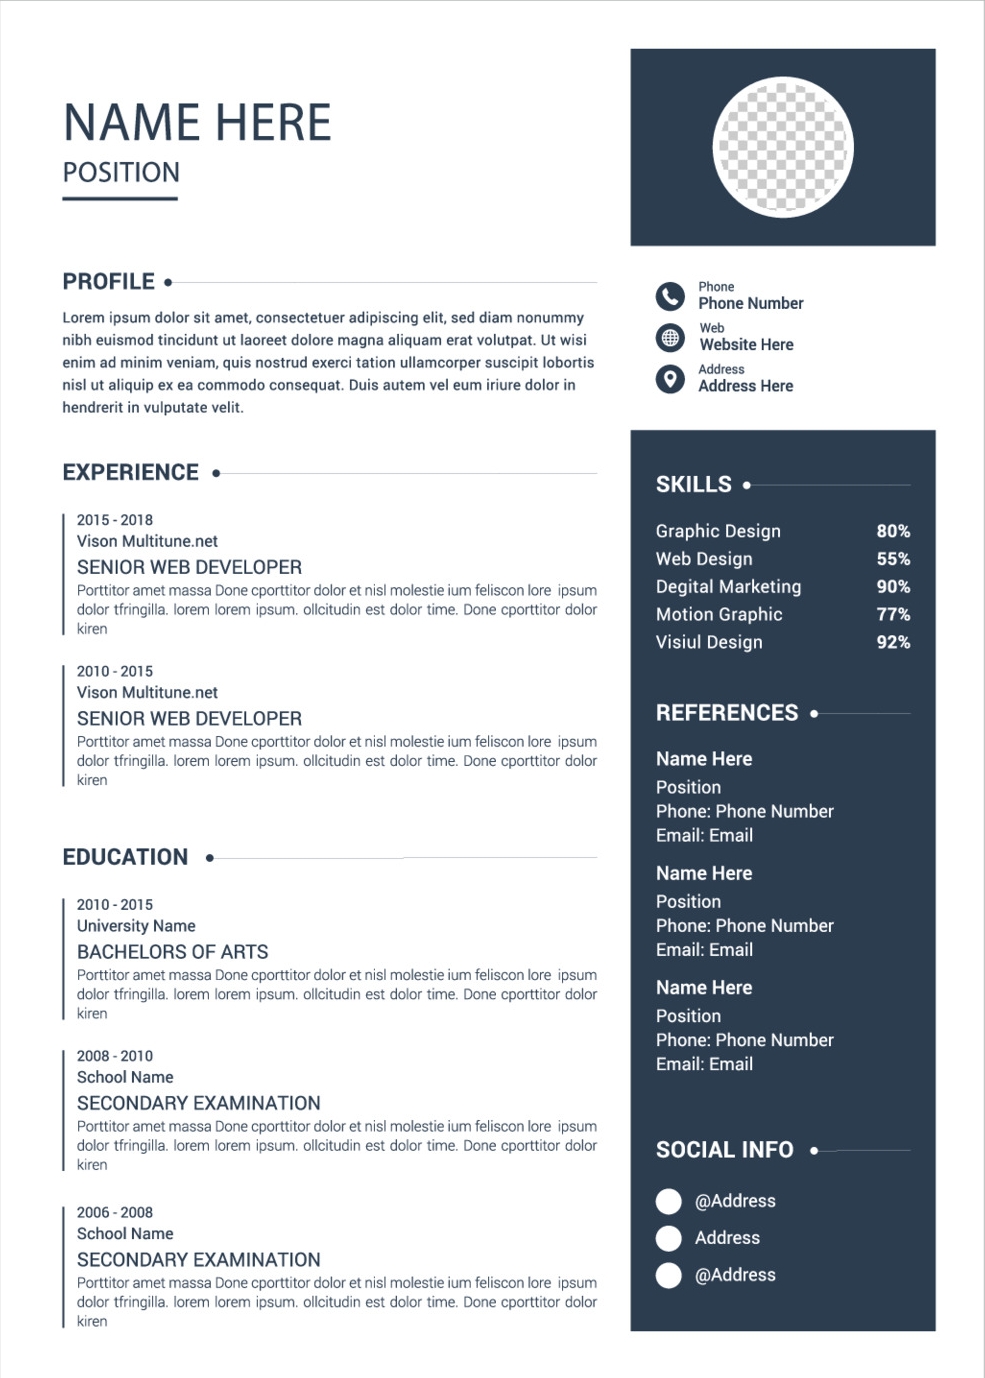 NAME HERE
POSITION
PROFILE
Lorem ipsum dolor sit amet, consectetuer adipiscing elit, sed diam nonummy
nibh euismod tincidunt ut laoreet dolore magna aliquam erat volutpat. Ut wisi
enim ad minim veniam, quis nostrud exerci tation ullamcorper suscipit lobortis
nisl ut aliquip ex ea commodo consequat. Duis autem vel eum iriure dolor in
hendrerit in vulputate velit.
EXPERIENCE
2015 - 2018
Vison Multitune.net
SENIOR WEB DEVELOPER
Porttitor amet massa Done cporttitor dolor et nisl molestie ium feliscon lore ipsum
dolor tfringilla. lorem lorem ipsum. ollcitudin est dolor time. Done cporttitor dolor
kiren
2010 - 2015
Vison Multitune.net
SENIOR WEB DEVELOPER
Porttitor amet massa Done cporttitor dolor et nisl molestie ium feliscon lore ipsum
dolor tfringilla. lorem lorem ipsum. ollcitudin est dolor time. Done cporttitor dolor
kiren
EDUCATION
2010 - 2015
University Name
BACHELORS OF ARTS
Porttitor amet massa Done cporttitor dolor et nisl molestie ium feliscon lore ipsum
dolor tfringilla. lorem lorem ipsum. ollcitudin est dolor time. Done cporttitor dolor
kiren
2008 - 2010
School Name
SECONDARY EXAMINATION
Porttitor amet massa Done cporttitor dolor et nisl molestie ium feliscon lore ipsum
dolor tfringilla. lorem lorem ipsum. ollcitudin est dolor time. Done cporttitor dolor
kiren
2006 - 2008
School Name
SECONDARY EXAMINATION
Porttitor amet massa Done cporttitor dolor et nisl molestie ium feliscon lore ipsum
dolor tfringilla. lorem lorem ipsum. ollcitudin est dolor time. Done cporttitor dolor
kiren
Phone
Phone Number
Web
Website Here
Address
Address Here
SKILLS
Graphic Design 80%
Web Design 55%
Degital Marketing 90%
Motion Graphic 77%
Visiul Design 92%
REFERENCES
Name Here
Position
Phone: Phone Number
Email: Email
Name Here
Position
Phone: Phone Number
Email: Email
Name Here
Position
Phone: Phone Number
Email: Email
SOCIAL INFO
@Address
Address
@Address